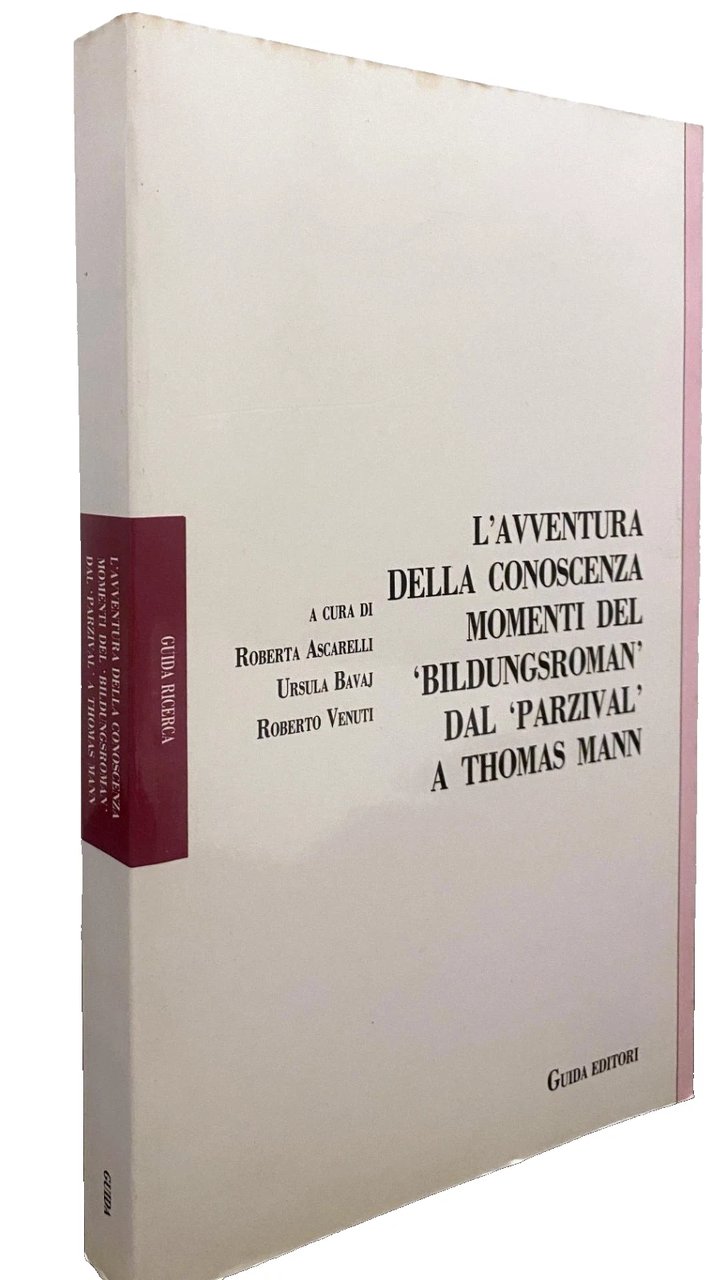 L'AVVENTURA
DELLA CONOSCENZA
MOMENTI DEL
'BILDUNGSROMAN'
DAL 'PARZIVAL'
A THOMAS MANN
A CURA DI
ROBERTA ASCARELLI
URSULA BAVAJ
ROBERTO VENUTI
GUIDA EDITORI
GUIDA RICERCA
L'AVVENTURA DELLA CONOSCENZA
MOMENTI DEL 'BILDUNGSROMAN'
DAL 'PARZIVAL' A THOMAS MANN
GUIDA